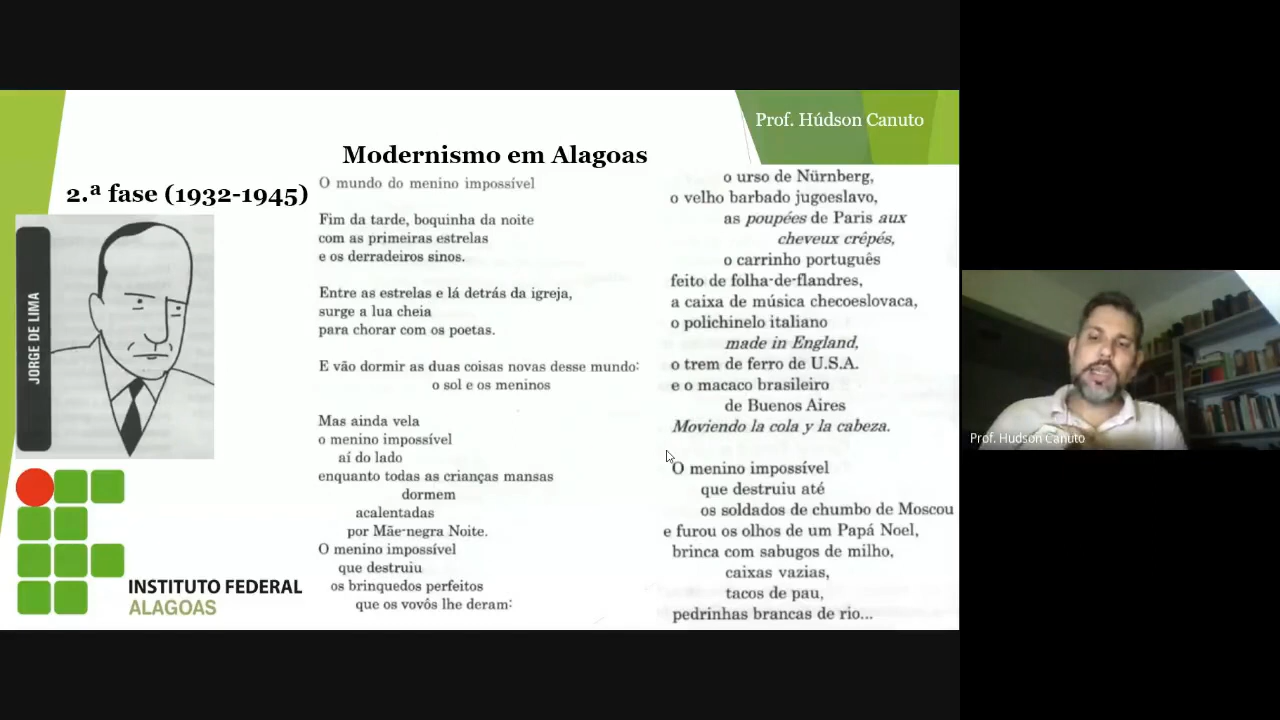 Prof. Húdson Canuto
Modernismo em Alagoas
2.ª fase (1932-1945)
JORGE DE LIMA
INSTITUTO FEDERAL
ALAGOAS
O mundo do menino impossível
Fim da tarde, boquinha da noite
com as primeiras estrelas
e os derradeiros sinos.
Entre as estrelas e lá detrás da igreja,
surge a lua cheia
para chorar com os poetas.
E vão dormir as duas coisas novas desse mundo:
o sol e os meninos
Mas ainda vela
o menino impossível
aí do lado
enquanto todas as crianças mansas
dormem
acalentadas
por Mãe-negra Noite.
O menino impossível
que destruiu
os brinquedos perfeitos
que os vovôs lhe deram:
o urso de Nürnberg,
o velho barbado jugoeslavo,
as poupées de Paris aux
cheveux crêpés,
o carrinho português
feito de folha-de-flandres,
a caixa de música checoeslovaca,
o polichinelo italiano
made in England,
o trem de ferro de U.S.A.
e o macaco brasileiro
de Buenos Aires
Moviendo la cola y la cabeza.
O menino impossível
que destruiu até
os soldados de chumbo de Moscou
e furou os olhos de um Papá Noel,
brinca com sabugos de milho,
caixas vazias,
tacos de pau,
pedrinhas brancas de rio...
Prof. Hudson Canuto